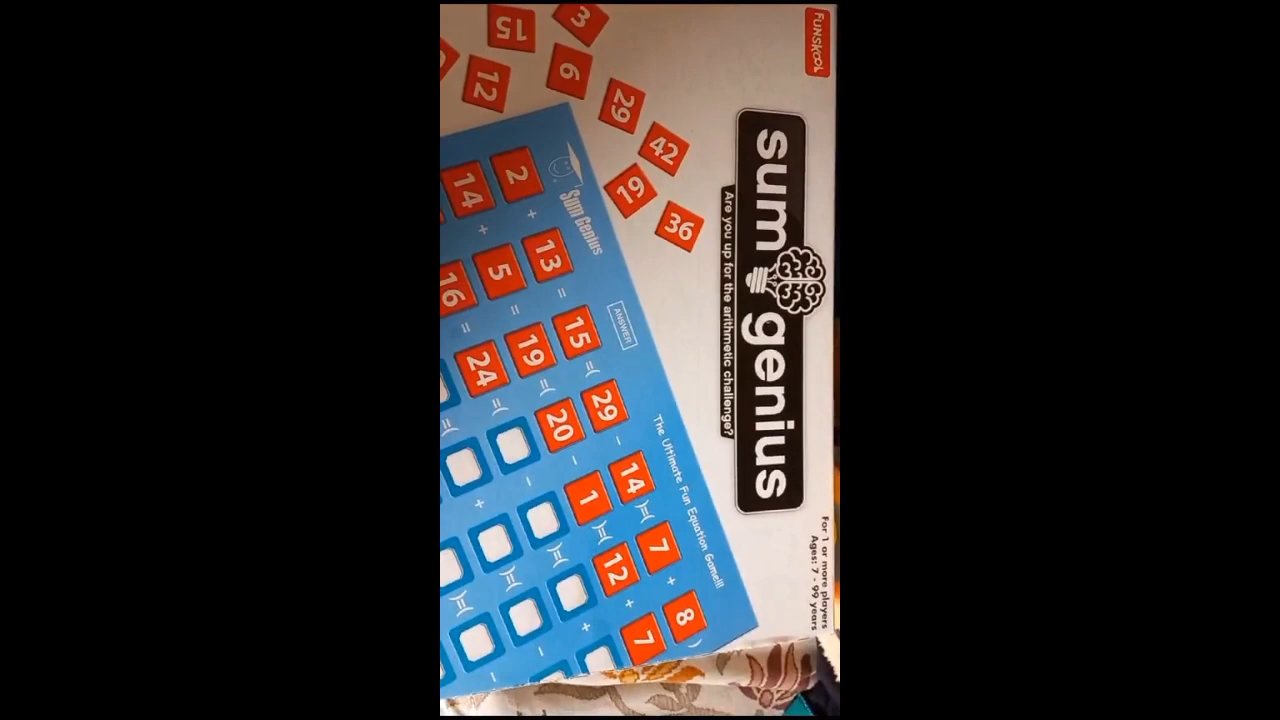 FUNSKOOL
sum genius
Are you up for the arithmetic challenge?
For 1 or more players
Ages: 7 - 99 years
3
15
6
12
29
42
19
36
Sum Genius
ANSWER
The Ultimate Fun Equation Game!!!
2 + 13 = 15 =( 29 - 14 )=( 7 + 8 )
14 + 5 = 19 =( 20 - 1 )=( 12 + 7
16 = 24 =( - )=( +
=( + )=( -
)=( -